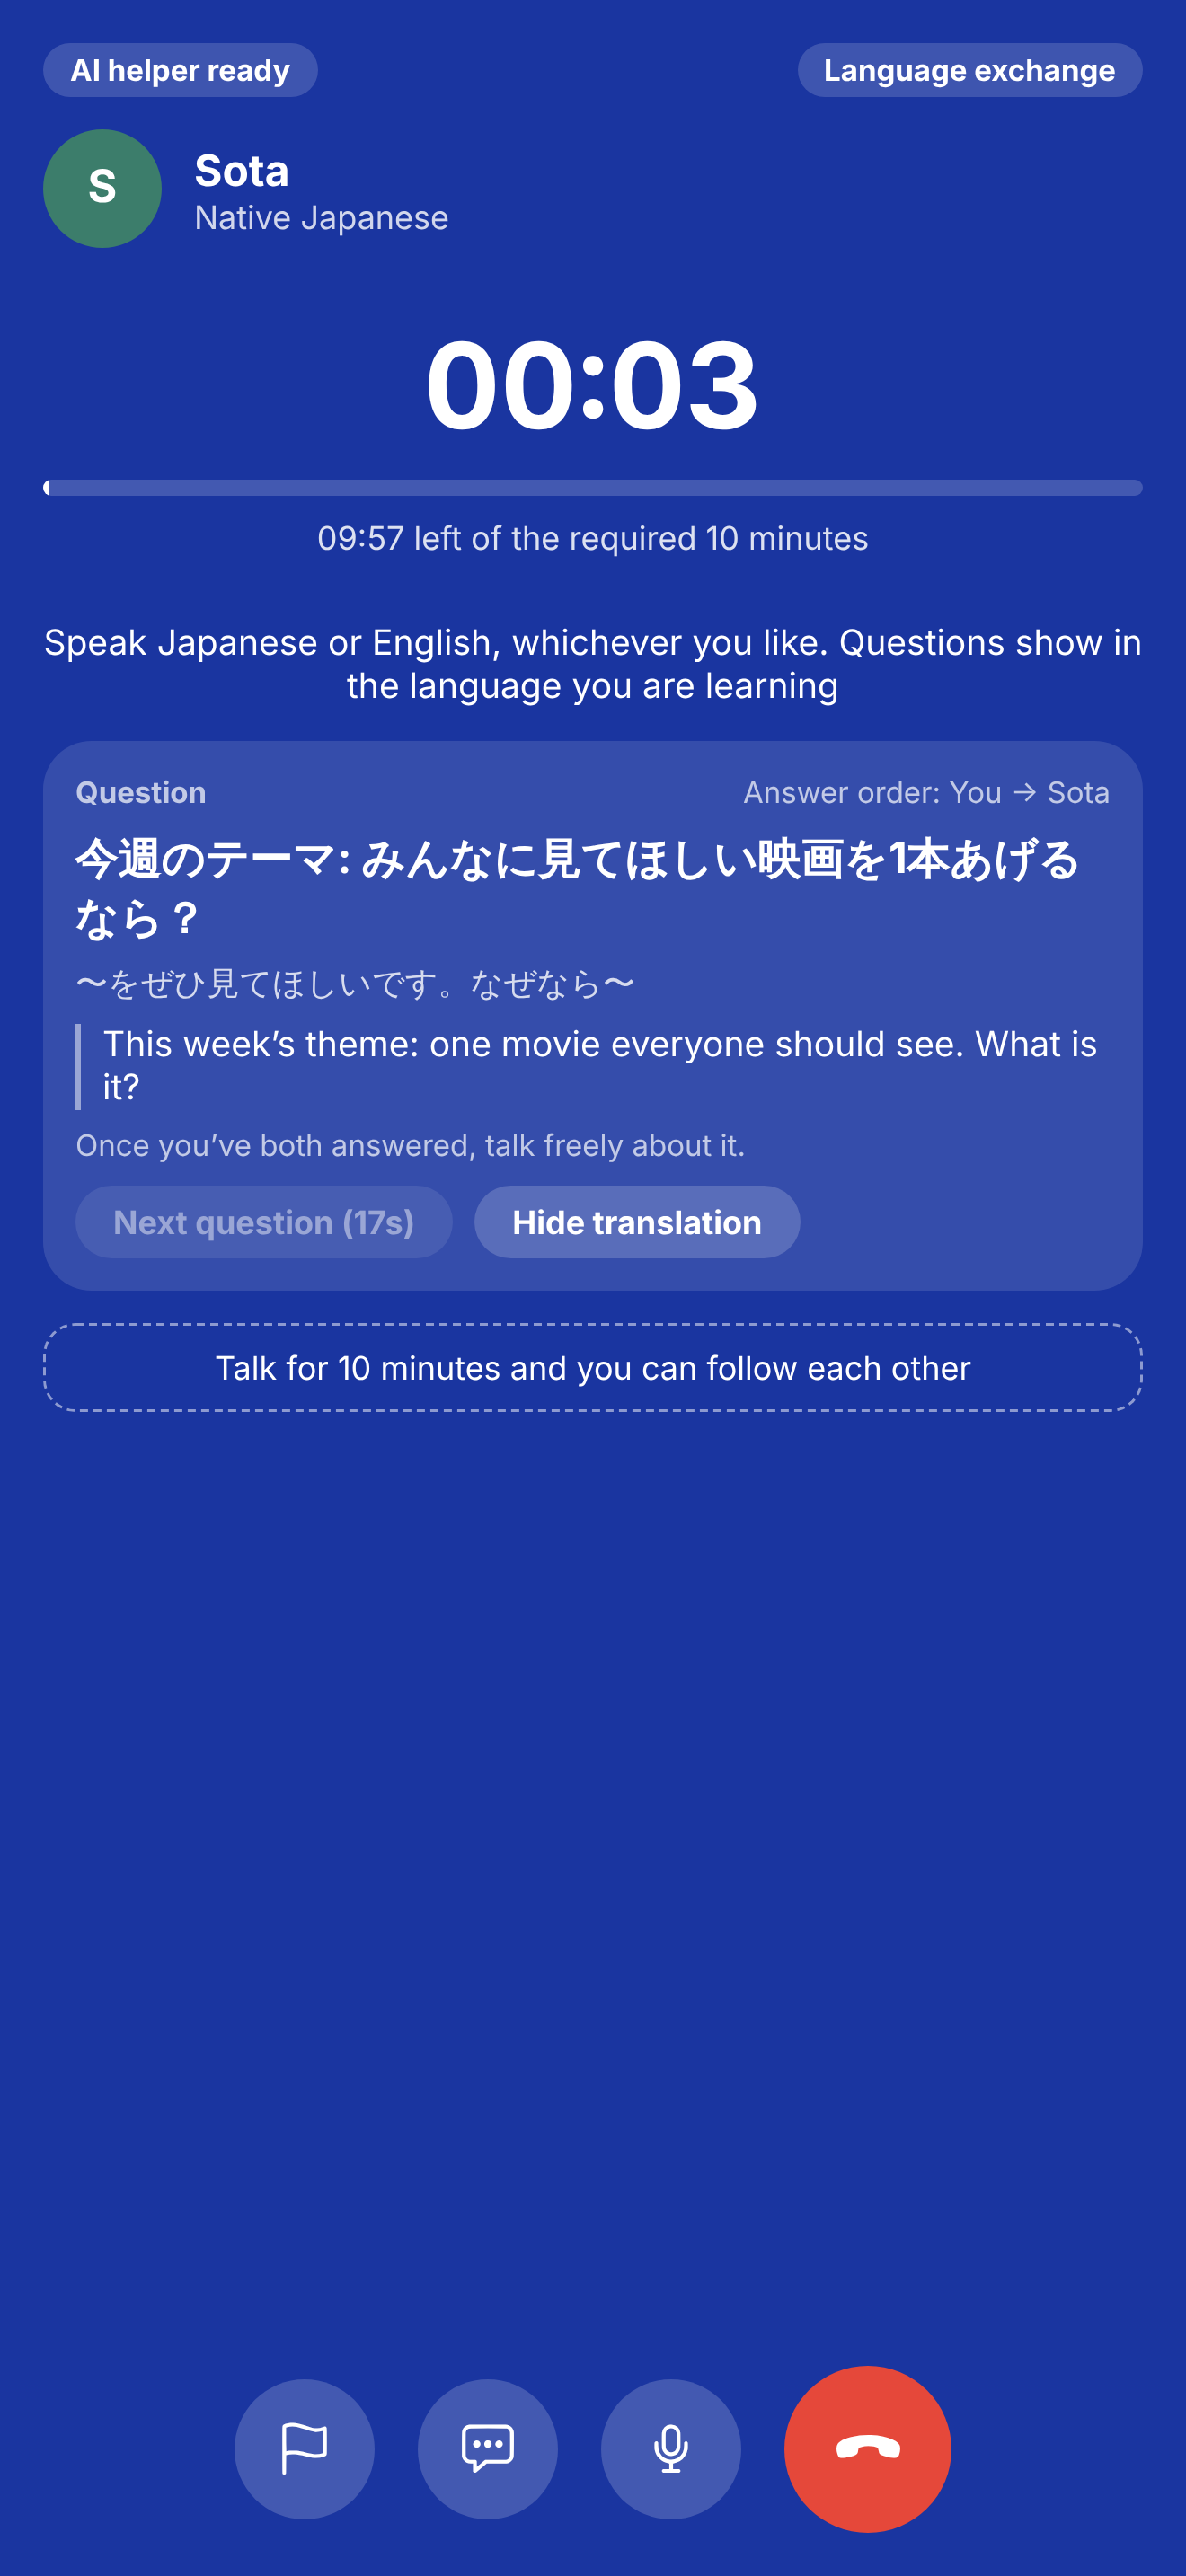 AI helper ready
Language exchange
S
Sota
Native Japanese
00:03
09:57 left of the required 10 minutes
Speak Japanese or English, whichever you like. Questions show in
the language you are learning
Question
Answer order: You → Sota
今週のテーマ: みんなに見てほしい映画を1本あげる
なら？
〜をぜひ見てほしいです。なぜなら〜
This week’s theme: one movie everyone should see. What is
it?
Once you’ve both answered, talk freely about it.
Next question (17s)
Hide translation
Talk for 10 minutes and you can follow each other